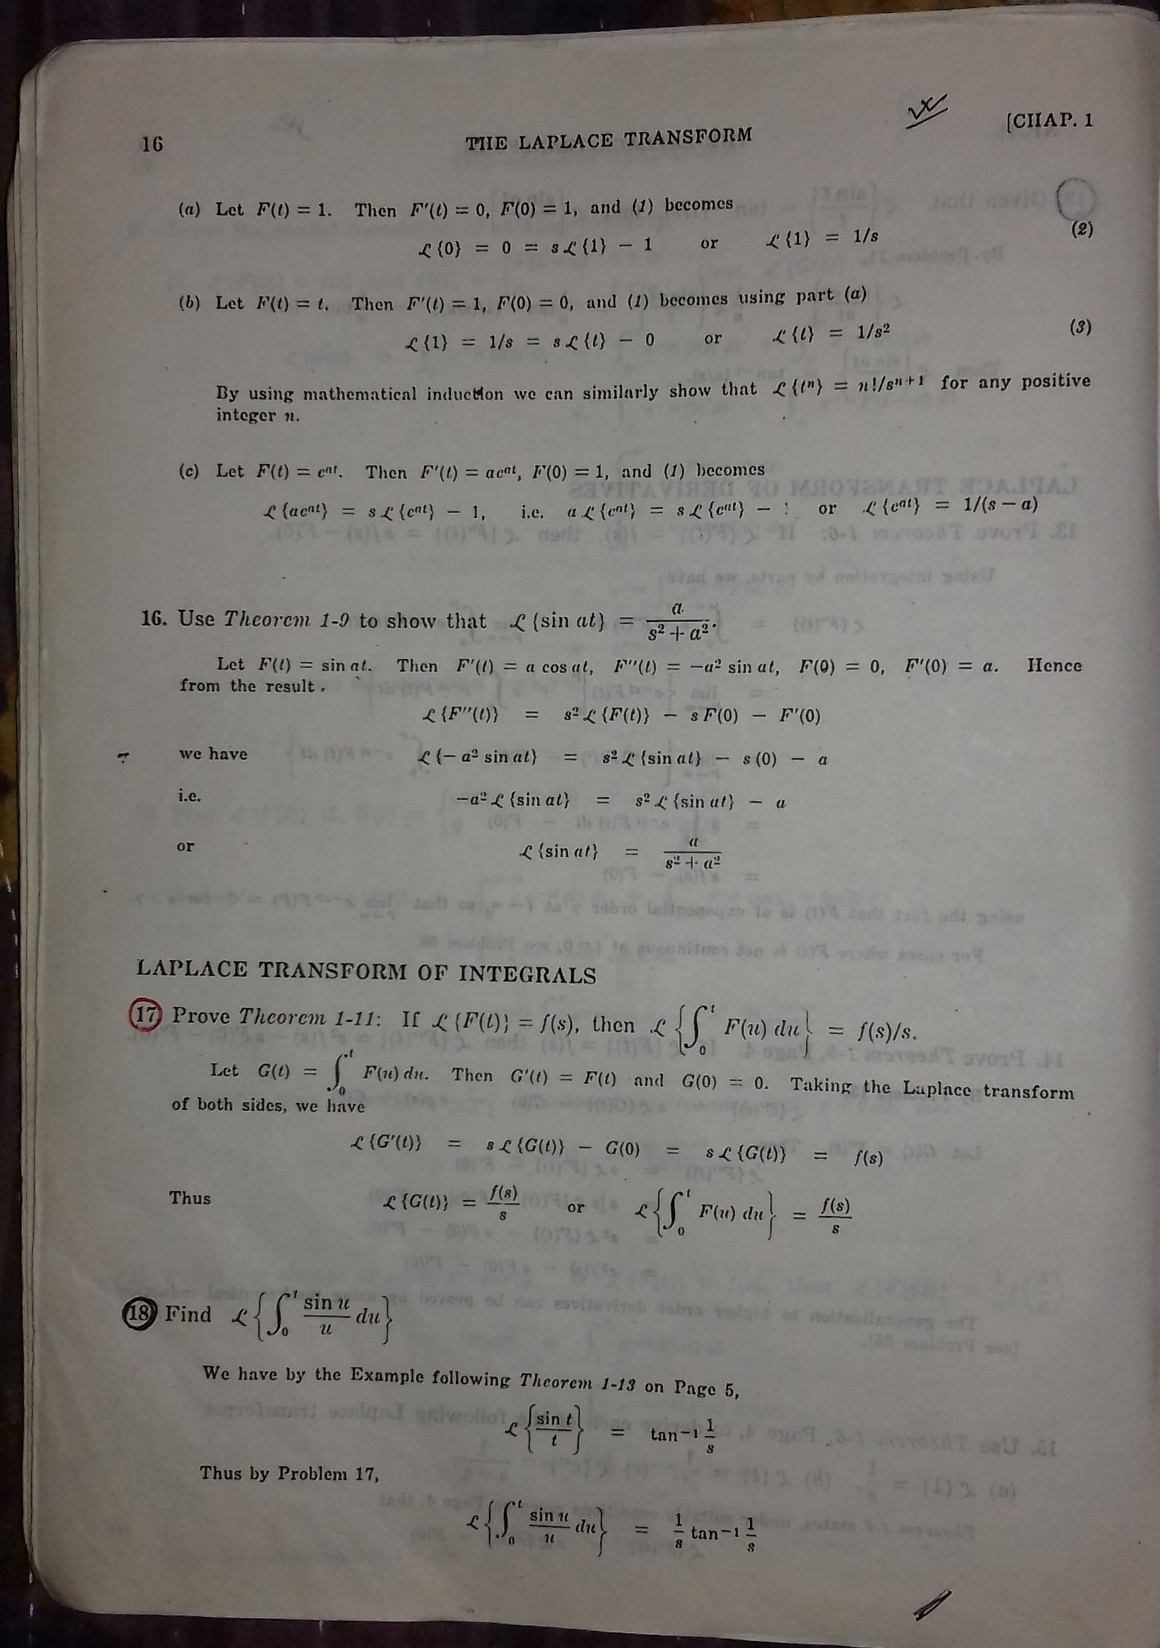 16 THE LAPLACE TRANSFORM [CHAP. 1
(a) Let F(t) = 1. Then F′(t) = 0, F(0) = 1, and (1) becomes
ℒ{0} = 0 = sℒ{1} − 1 or ℒ{1} = 1/s (2)
(b) Let F(t) = t. Then F′(t) = 1, F(0) = 0, and (1) becomes using part (a)
ℒ{1} = 1/s = sℒ{t} − 0 or ℒ{t} = 1/s² (3)
By using mathematical induction we can similarly show that ℒ{tⁿ} = n!/sⁿ⁺¹ for any positive
integer n.
(c) Let F(t) = eᵃᵗ. Then F′(t) = aeᵃᵗ, F(0) = 1, and (1) becomes
ℒ{aeᵃᵗ} = sℒ{eᵃᵗ} − 1, i.e. aℒ{eᵃᵗ} = sℒ{eᵃᵗ} − 1 or ℒ{eᵃᵗ} = 1/(s − a)
16. Use Theorem 1-9 to show that ℒ{sin at} = a/(s² + a²).
Let F(t) = sin at. Then F′(t) = a cos at, F″(t) = −a² sin at, F(0) = 0, F′(0) = a. Hence
from the result
ℒ{F″(t)} = s²ℒ{F(t)} − sF(0) − F′(0)
we have ℒ{−a² sin at} = s²ℒ{sin at} − s(0) − a
i.e. −a²ℒ{sin at} = s²ℒ{sin at} − a
or ℒ{sin at} = a/(s² + a²)
LAPLACE TRANSFORM OF INTEGRALS
17 Prove Theorem 1-11: If ℒ{F(t)} = f(s), then ℒ{∫₀ᵗ F(u) du} = f(s)/s.
Let G(t) = ∫₀ᵗ F(u) du. Then G′(t) = F(t) and G(0) = 0. Taking the Laplace transform
of both sides, we have
ℒ{G′(t)} = sℒ{G(t)} − G(0) = sℒ{G(t)} = f(s)
Thus ℒ{G(t)} = f(s)/s or ℒ{∫₀ᵗ F(u) du} = f(s)/s
18 Find ℒ{∫₀ᵗ sin u/u du}
We have by the Example following Theorem 1-13 on Page 5,
ℒ{sin t/t} = tan⁻¹ 1/s
Thus by Problem 17,
ℒ{∫₀ᵗ sin u/u du} = 1/s tan⁻¹ 1/s